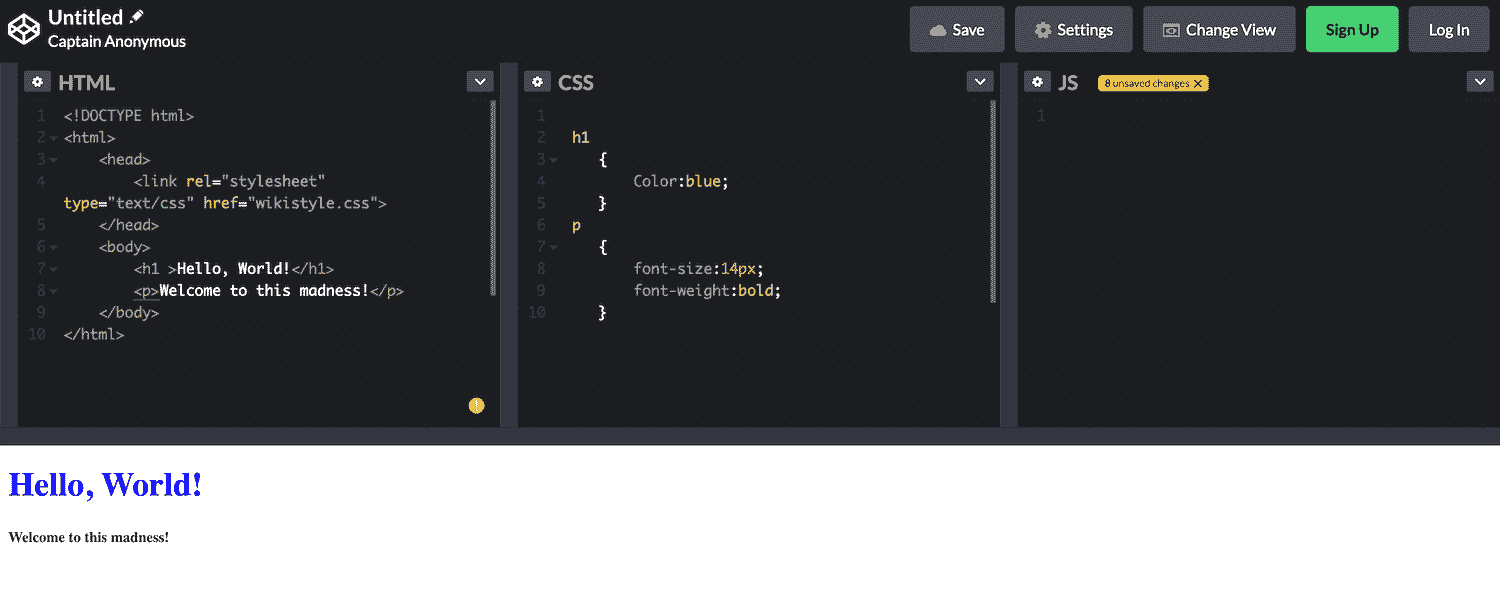 Untitled
Captain Anonymous
Save
Settings
Change View
Sign Up
Log In
HTML
1 <!DOCTYPE html>
2 <html>
3 <head>
4 <link rel="stylesheet"
type="text/css" href="wikistyle.css">
5 </head>
6 <body>
7 <h1 >Hello, World!</h1>
8 <p>Welcome to this madness!</p>
9 </body>
10 </html>
!
CSS
1
2 h1
3 {
4 Color:blue;
5 }
6 p
7 {
8 font-size:14px;
9 font-weight:bold;
10 }
JS
8 unsaved changes X
1
Hello, World!
Welcome to this madness!